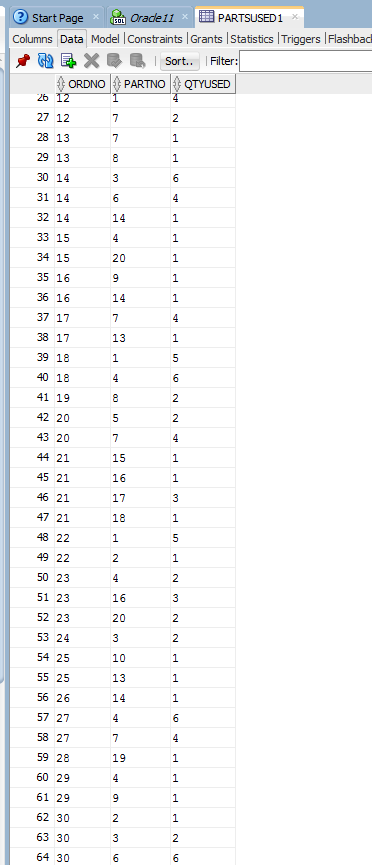 Start Page × Oracle11 × PARTSUSED1 ×
Columns Data Model Constraints Grants Statistics Triggers Flashback
Sort.. Filter:
ORDNO PARTNO QTYUSED
26 12 1 4
27 12 7 2
28 13 7 1
29 13 8 1
30 14 3 6
31 14 6 4
32 14 14 1
33 15 4 1
34 15 20 1
35 16 9 1
36 16 14 1
37 17 7 4
38 17 13 1
39 18 1 5
40 18 4 6
41 19 8 2
42 20 5 2
43 20 7 4
44 21 15 1
45 21 16 1
46 21 17 3
47 21 18 1
48 22 1 5
49 22 2 1
50 23 4 2
51 23 16 3
52 23 20 2
53 24 3 2
54 25 10 1
55 25 13 1
56 26 14 1
57 27 4 6
58 27 7 4
59 28 19 1
60 29 4 1
61 29 9 1
62 30 2 1
63 30 3 2
64 30 6 6